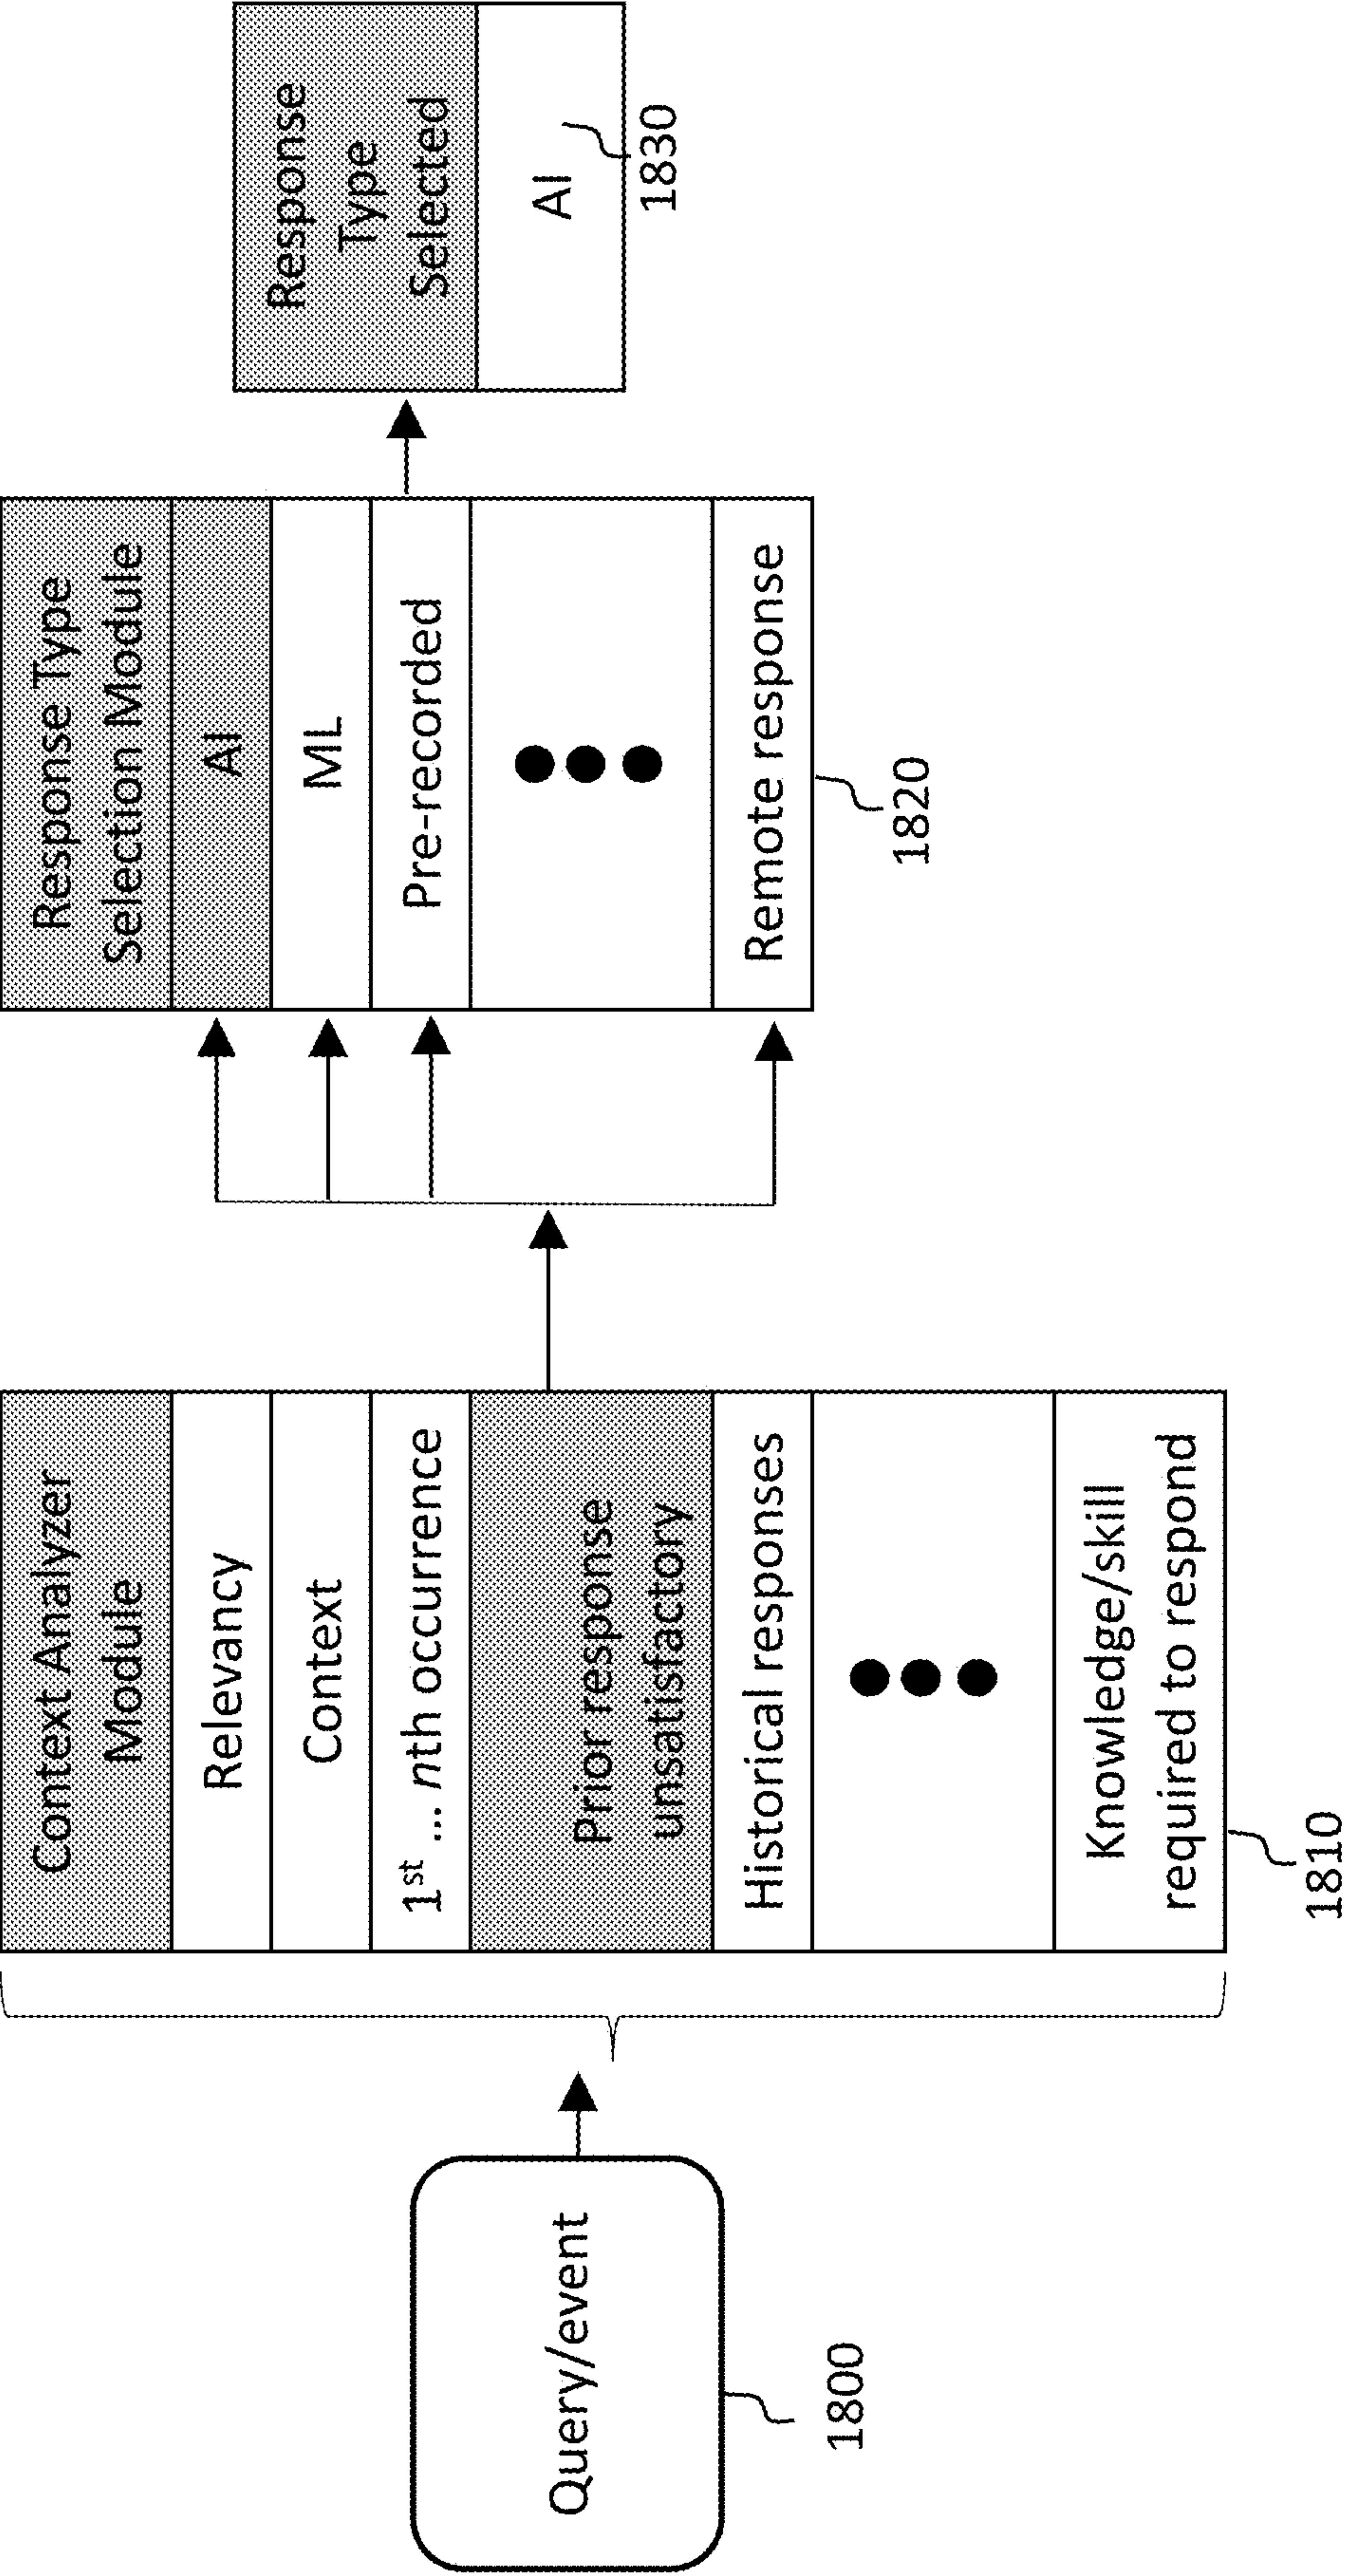 Query/event
1800
Context Analyzer
Module
Relevancy
Context
1st ... nth occurrence
Prior response
unsatisfactory
Historical responses
Knowledge/skill
required to respond
1810
Response Type
Selection Module
AI
ML
Pre-recorded
Remote response
1820
Response
Type
Selected
AI
1830